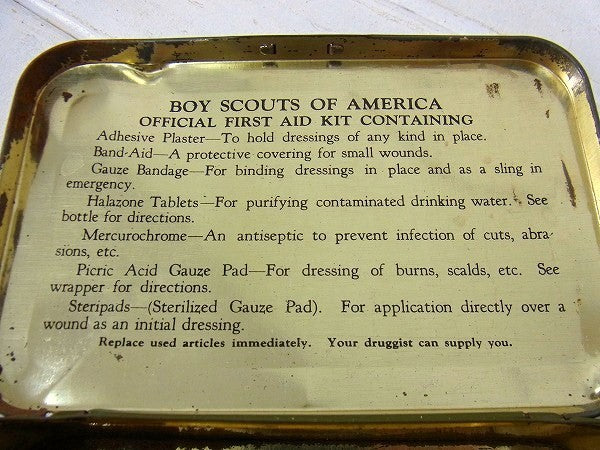 BOY SCOUTS OF AMERICA
OFFICIAL FIRST AID KIT CONTAINING
Adhesive Plaster—To hold dressings of any kind in place.
Band-Aid—A protective covering for small wounds.
Gauze Bandage—For binding dressings in place and as a sling in
emergency.
Halazone Tablets—For purifying contaminated drinking water. See
bottle for directions.
Mercurochrome—An antiseptic to prevent infection of cuts, abra-
sions, etc.
Picric Acid Gauze Pad—For dressing of burns, scalds, etc. See
wrapper for directions.
Steripads—(Sterilized Gauze Pad). For application directly over a
wound as an initial dressing.
Replace used articles immediately. Your druggist can supply you.